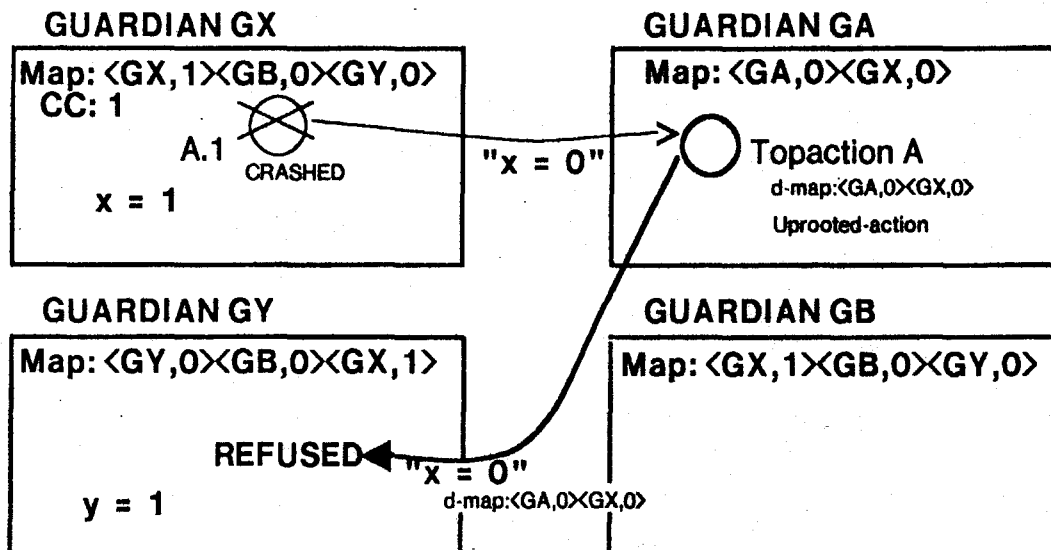 GUARDIAN GX
Map: <GX,1><GB,0><GY,0>
CC: 1
A.1
CRASHED
x = 1
"x = 0"
GUARDIAN GA
Map: <GA,0><GX,0>
Topaction A
d-map:<GA,0><GX,0>
Uprooted-action
GUARDIAN GY
Map: <GY,0><GB,0><GX,1>
REFUSED
"x = 0"
d-map:<GA,0><GX,0>
y = 1
GUARDIAN GB
Map: <GX,1><GB,0><GY,0>